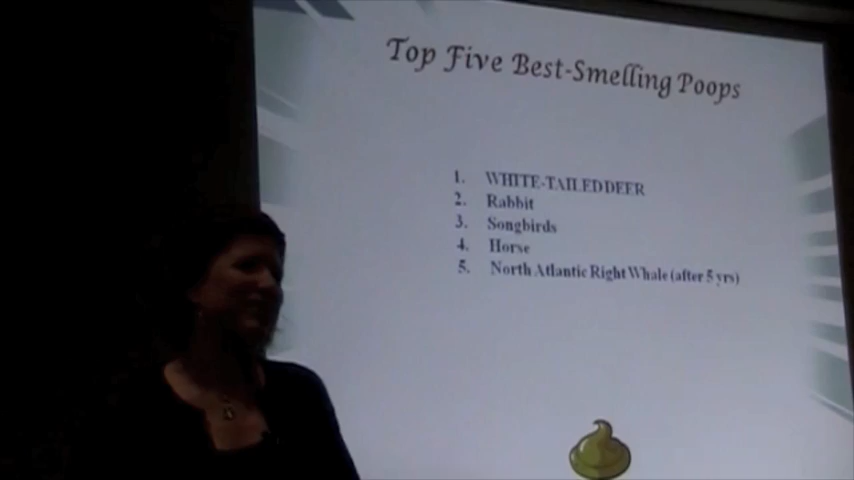 Top Five Best-Smelling Poops
1. WHITE-TAILED DEER
2. Rabbit
3. Songbirds
4. Horse
5. North Atlantic Right Whale (after 5 yrs)